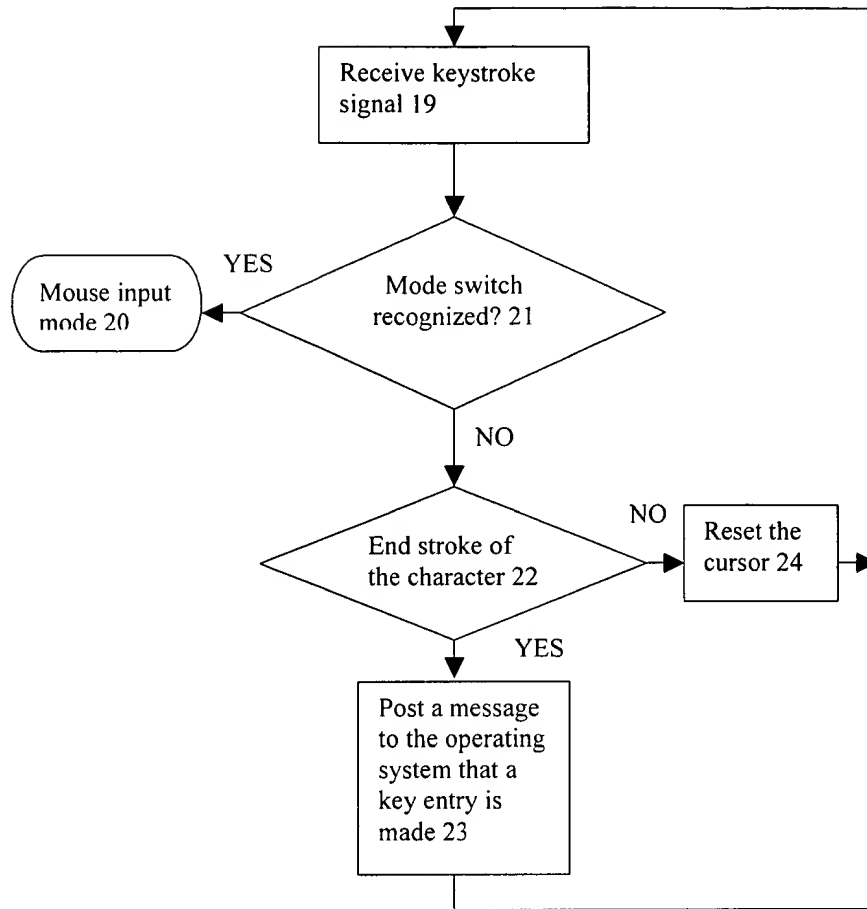 Receive keystroke
signal 19
YES
Mouse input
mode 20
Mode switch
recognized? 21
NO
End stroke of
the character 22
NO
Reset the
cursor 24
YES
Post a message
to the operating
system that a
key entry is
made 23